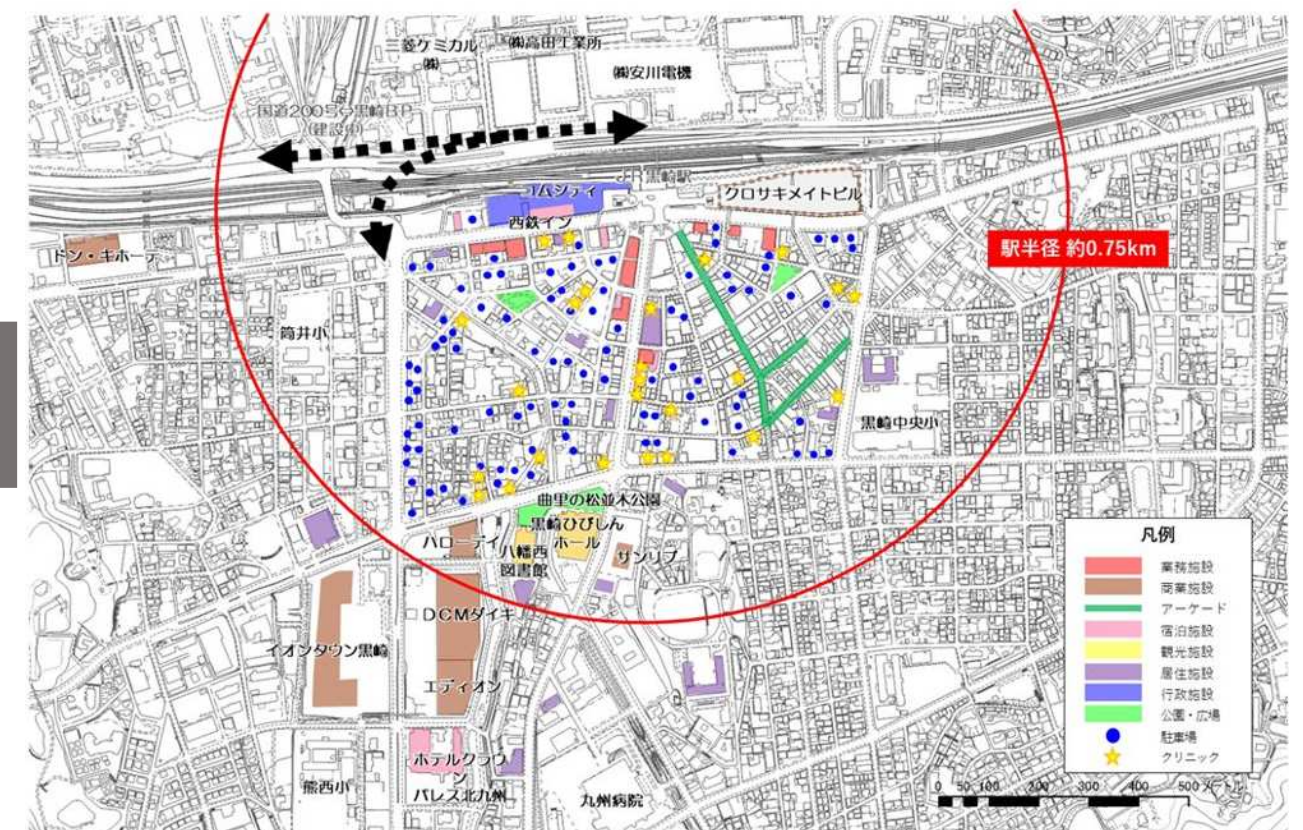 三菱ケミカル
㈱
㈱高田工業所
㈱安川電機
国道200号 黒崎BP
(建設中)
JR黒崎駅
コムシティ
クロサキメイトビル
西鉄イン
ドン・キホーテ
駅半径 約0.75km
筒井小
黒崎中央小
曲里の松並木公園
黒崎ひびしん
ホール
ハローデイ
八幡西
図書館
サンリブ
DCMダイキ
イオンタウン黒崎
エディオン
ホテルクラウン
パレス北九州
熊西小
九州病院
凡例
業務施設
商業施設
アーケード
宿泊施設
観光施設
居住施設
行政施設
公園・広場
駐車場
クリニック
0 50 100 200 300 400 500 メートル